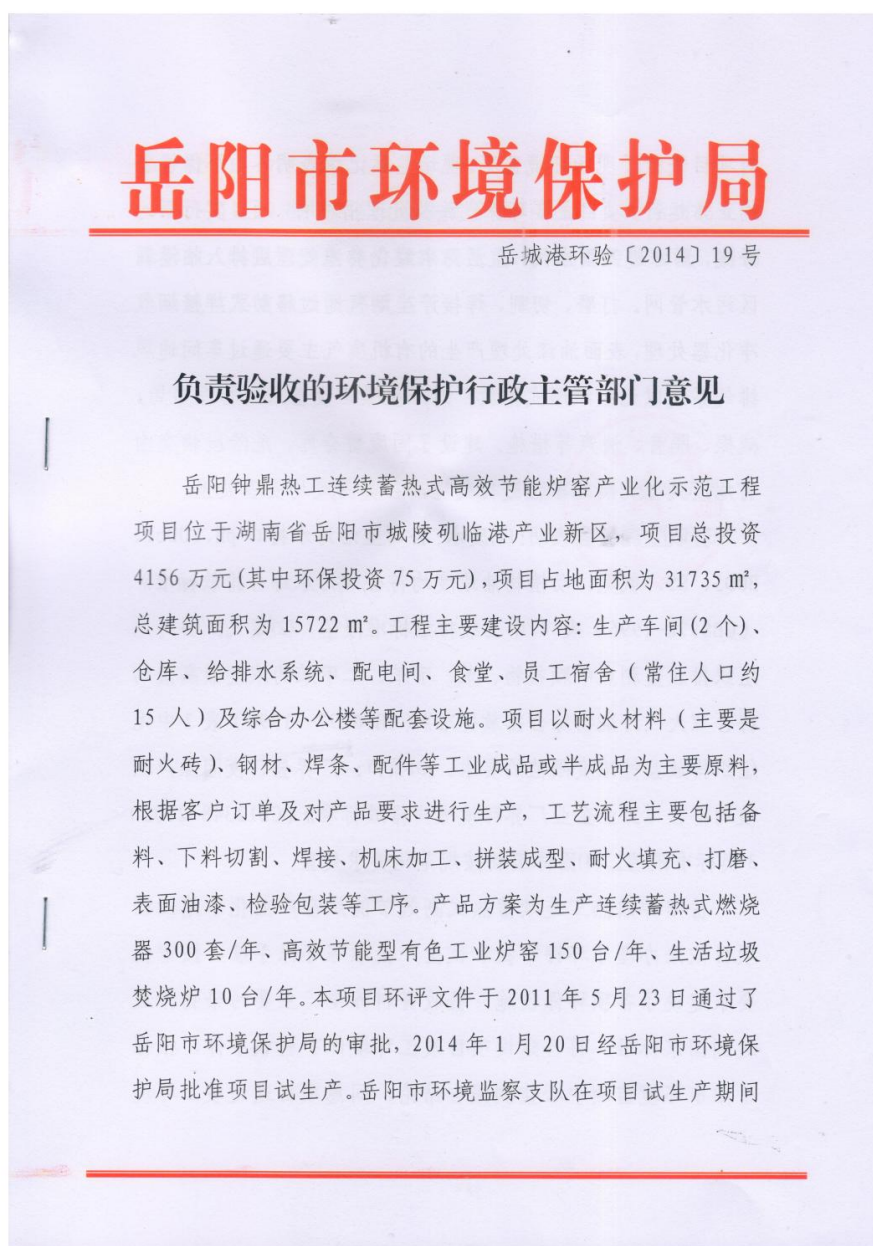 岳阳市环境保护局
岳城港环验〔2014〕19号
负责验收的环境保护行政主管部门意见
岳阳钟鼎热工连续蓄热式高效节能炉窑产业化示范工程
项目位于湖南省岳阳市城陵矶临港产业新区，项目总投资
4156万元(其中环保投资75万元),项目占地面积为31735㎡,
总建筑面积为15722㎡。工程主要建设内容：生产车间(2个)、
仓库、给排水系统、配电间、食堂、员工宿舍（常住人口约
15人）及综合办公楼等配套设施。项目以耐火材料（主要是
耐火砖）、钢材、焊条、配件等工业成品或半成品为主要原料，
根据客户订单及对产品要求进行生产，工艺流程主要包括备
料、下料切割、焊接、机床加工、拼装成型、耐火填充、打磨、
表面油漆、检验包装等工序。产品方案为生产连续蓄热式燃烧
器300套/年、高效节能型有色工业炉窑150台/年、生活垃圾
焚烧炉10台/年。本项目环评文件于2011年5月23日通过了
岳阳市环境保护局的审批，2014年1月20日经岳阳市环境保
护局批准项目试生产。岳阳市环境监察支队在项目试生产期间